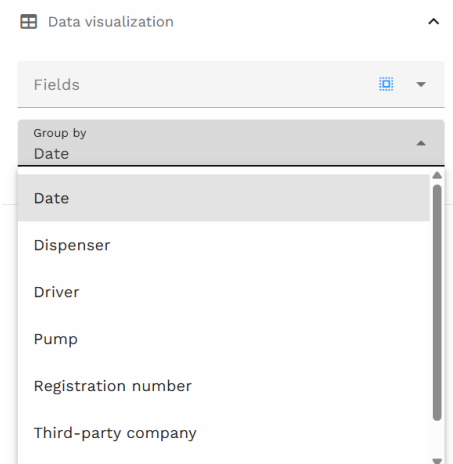 Data visualization
Fields
Group by
Date
Date
Dispenser
Driver
Pump
Registration number
Third-party company